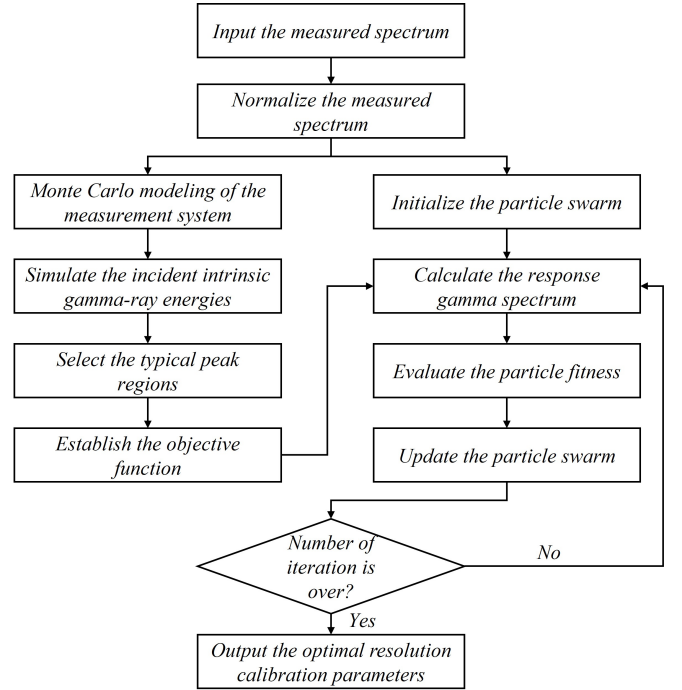 Input the measured spectrum
Normalize the measured
spectrum
Monte Carlo modeling of the
measurement system
Simulate the incident intrinsic
gamma-ray energies
Select the typical peak
regions
Establish the objective
function
Initialize the particle swarm
Calculate the response
gamma spectrum
Evaluate the particle fitness
Update the particle swarm
Number of
iteration is
over?
No
Yes
Output the optimal resolution
calibration parameters